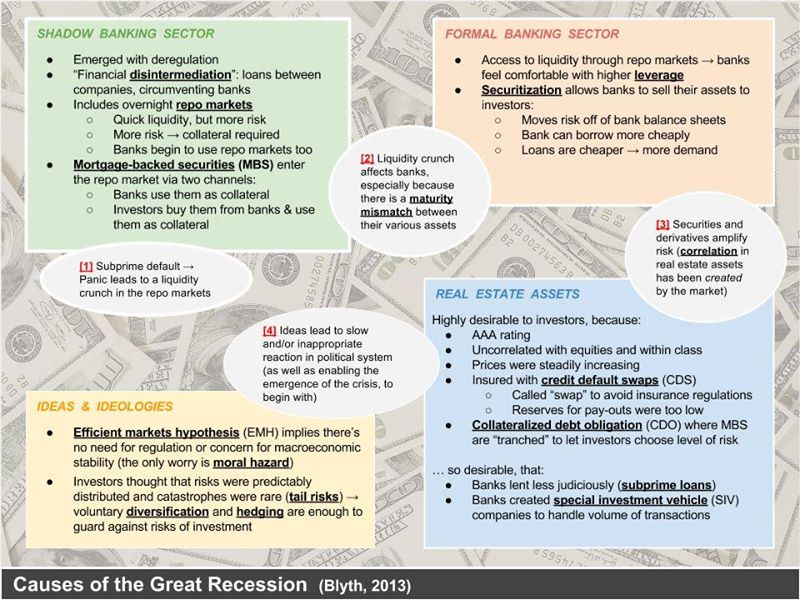 SHADOW BANKING SECTOR
● Emerged with deregulation
● “Financial disintermediation”: loans between
companies, circumventing banks
● Includes overnight repo markets
○ Quick liquidity, but more risk
○ More risk → collateral required
○ Banks begin to use repo markets too
● Mortgage-backed securities (MBS) enter
the repo market via two channels:
○ Banks use them as collateral
○ Investors buy them from banks & use
them as collateral
FORMAL BANKING SECTOR
● Access to liquidity through repo markets → banks
feel comfortable with higher leverage
● Securitization allows banks to sell their assets to
investors:
○ Moves risk off of bank balance sheets
○ Bank can borrow more cheaply
○ Loans are cheaper → more demand
[2] Liquidity crunch
affects banks,
especially because
there is a maturity
mismatch between
their various assets
[3] Securities and
derivatives amplify
risk (correlation in
real estate assets
has been created
by the market)
[1] Subprime default →
Panic leads to a liquidity
crunch in the repo markets
[4] Ideas lead to slow
and/or inappropriate
reaction in political system
(as well as enabling the
emergence of the crisis, to
begin with)
REAL ESTATE ASSETS
Highly desirable to investors, because:
● AAA rating
● Uncorrelated with equities and within class
● Prices were steadily increasing
● Insured with credit default swaps (CDS)
○ Called “swap” to avoid insurance regulations
○ Reserves for pay-outs were too low
● Collateralized debt obligation (CDO) where MBS
are “tranched” to let investors choose level of risk
… so desirable, that:
● Banks lent less judiciously (subprime loans)
● Banks created special investment vehicle (SIV)
companies to handle volume of transactions
IDEAS & IDEOLOGIES
● Efficient markets hypothesis (EMH) implies there’s
no need for regulation or concern for macroeconomic
stability (the only worry is moral hazard)
● Investors thought that risks were predictably
distributed and catastrophes were rare (tail risks) →
voluntary diversification and hedging are enough to
guard against risks of investment
Causes of the Great Recession (Blyth, 2013)